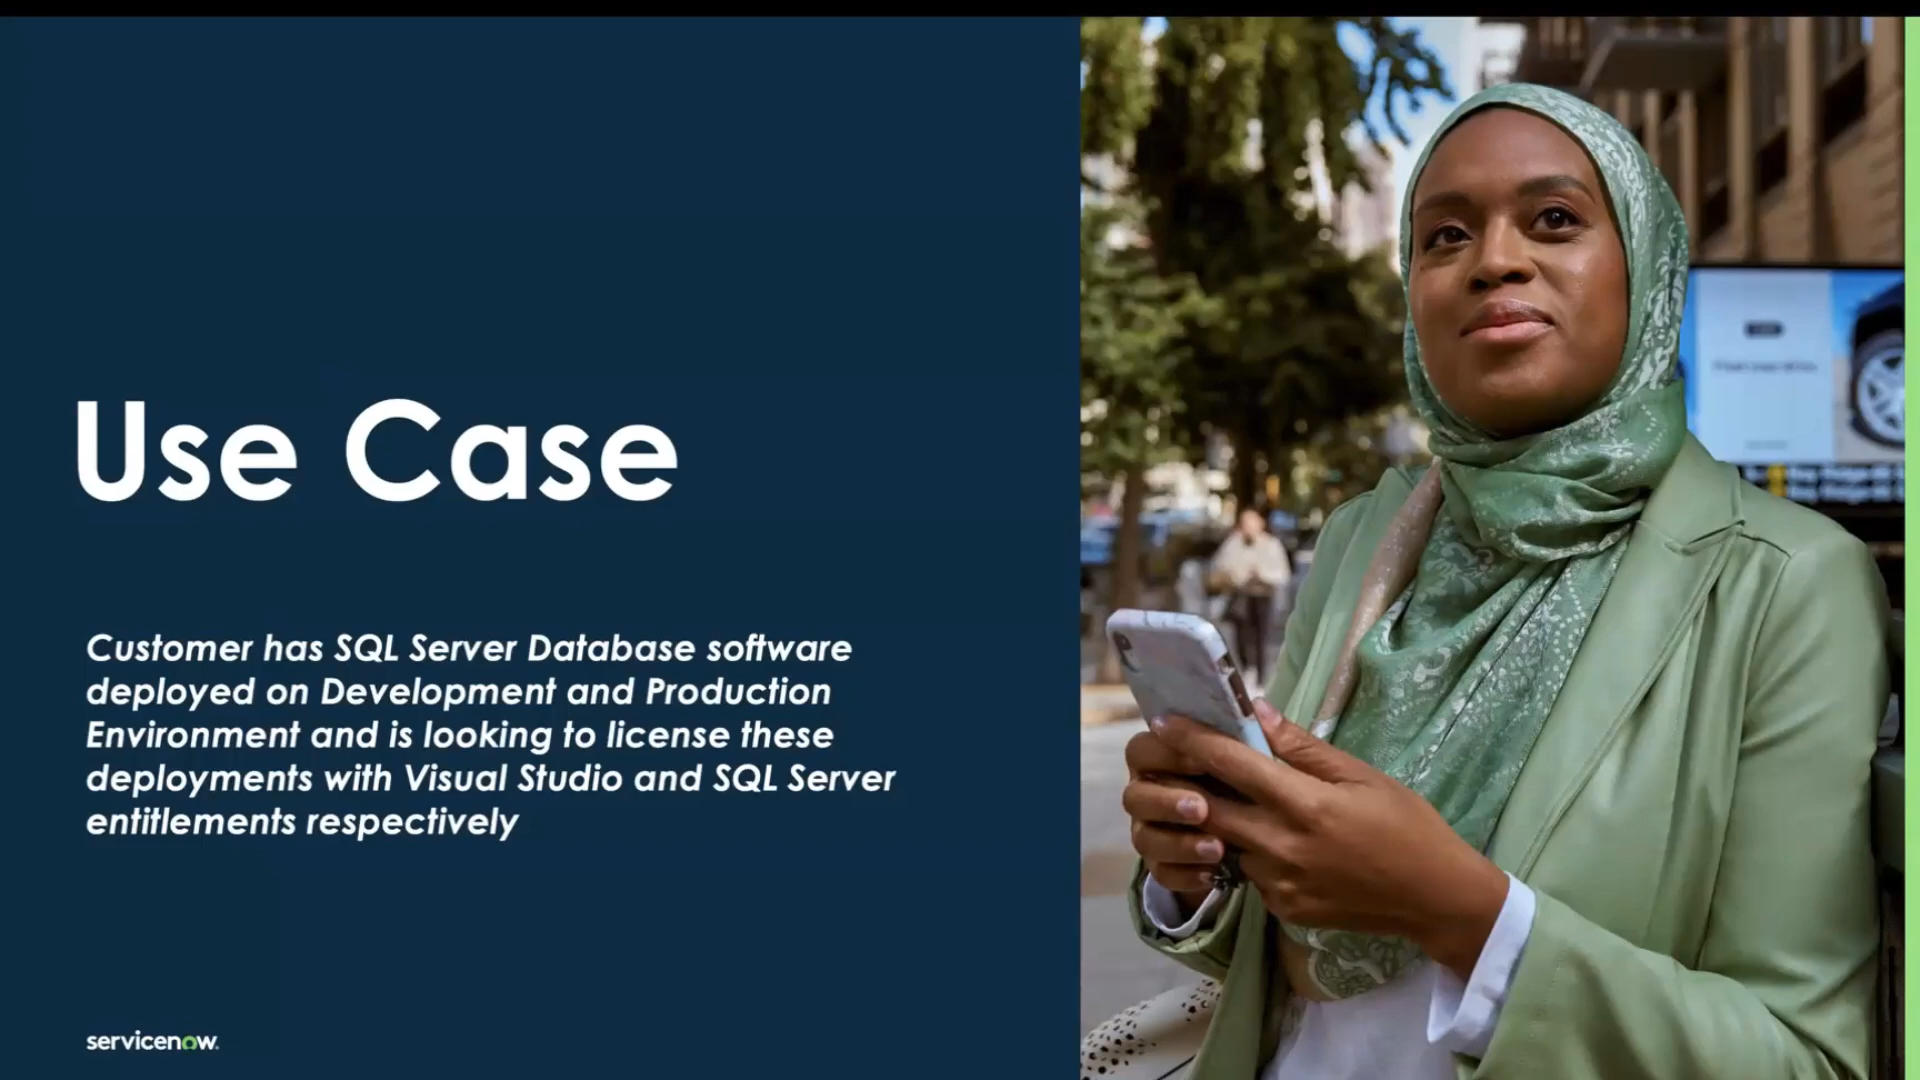 Use Case
Customer has SQL Server Database software
deployed on Development and Production
Environment and is looking to license these
deployments with Visual Studio and SQL Server
entitlements respectively
servicenow